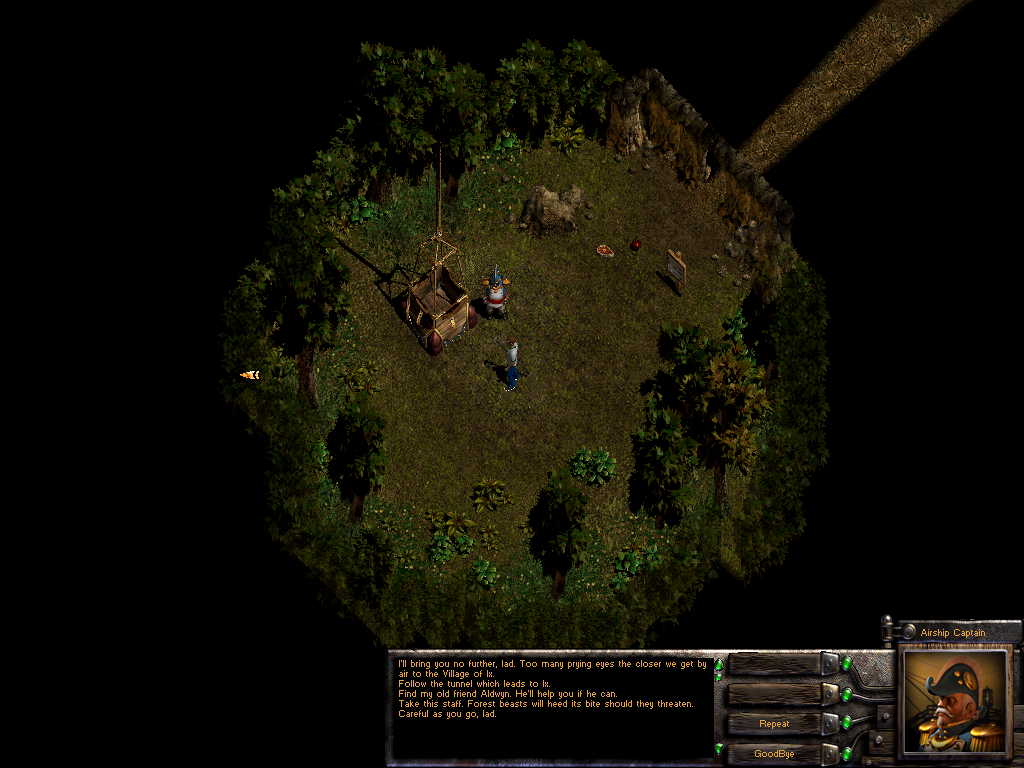 Airship Captain
I'll bring you no further, lad. Too many prying eyes the closer we get by
air to the Village of Ix.
Follow the tunnel which leads to Ix.
Find my old friend Aldwyn. He'll help you if he can.
Take this staff. Forest beasts will heed its bite should they threaten.
Careful as you go, lad.
Repeat
GoodBye